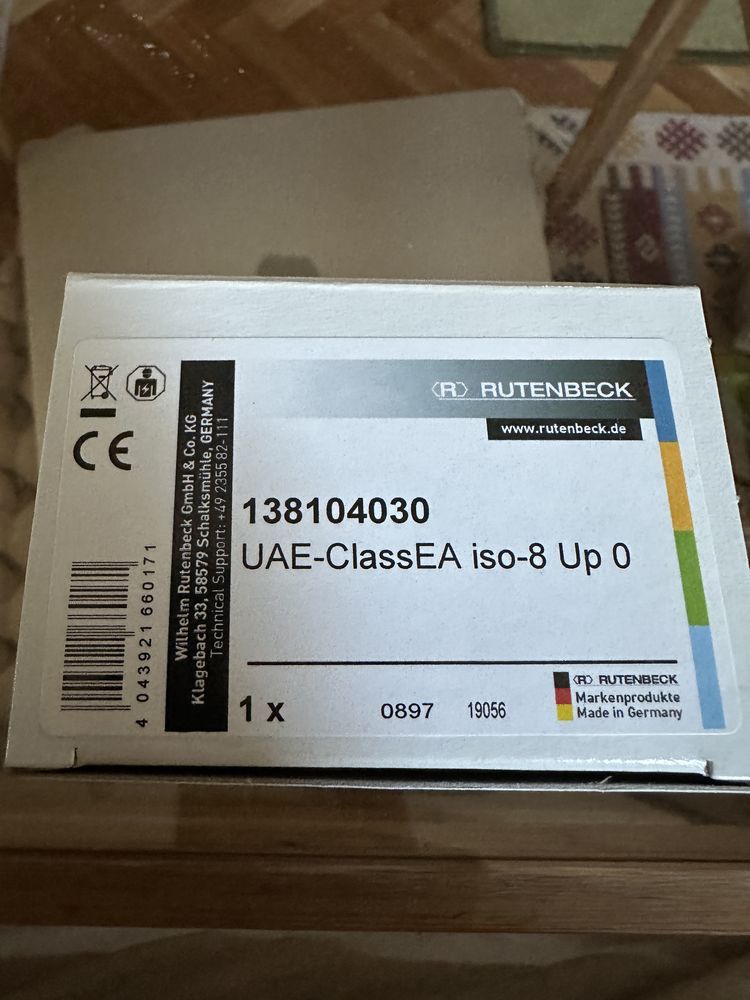 CE
Wilhelm Rutenbeck GmbH & Co. KG
Klagebach 33, 58579 Schalksmühle, GERMANY
Technical Support: +49 2355 82-111
4 043921 660171
⟨R⟩ RUTENBECK
www.rutenbeck.de
138104030
UAE-ClassEA iso-8 Up 0
1 x 0897 19056
⟨R⟩ RUTENBECK
Markenprodukte
Made in Germany